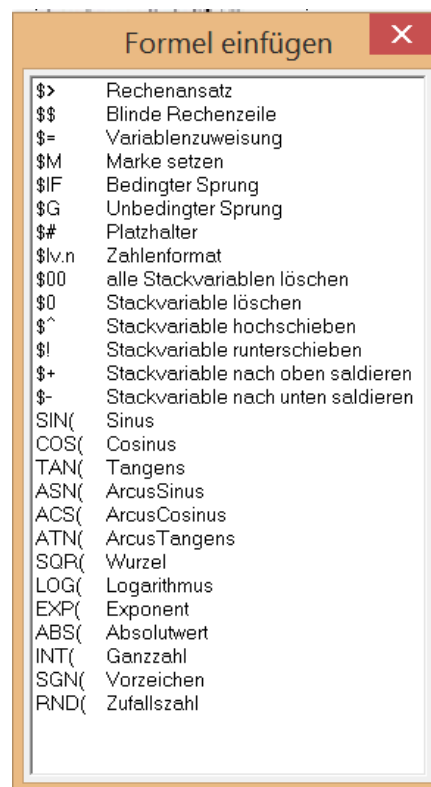 Formel einfügen
$> Rechenansatz
$$ Blinde Rechenzeile
$= Variablenzuweisung
$M Marke setzen
$IF Bedingter Sprung
$G Unbedingter Sprung
$# Platzhalter
$lv.n Zahlenformat
$00 alle Stackvariablen löschen
$0 Stackvariable löschen
$^ Stackvariable hochschieben
$! Stackvariable runterschieben
$+ Stackvariable nach oben saldieren
$- Stackvariable nach unten saldieren
SIN( Sinus
COS( Cosinus
TAN( Tangens
ASN( ArcusSinus
ACS( ArcusCosinus
ATN( ArcusTangens
SQR( Wurzel
LOG( Logarithmus
EXP( Exponent
ABS( Absolutwert
INT( Ganzzahl
SGN( Vorzeichen
RND( Zufallszahl